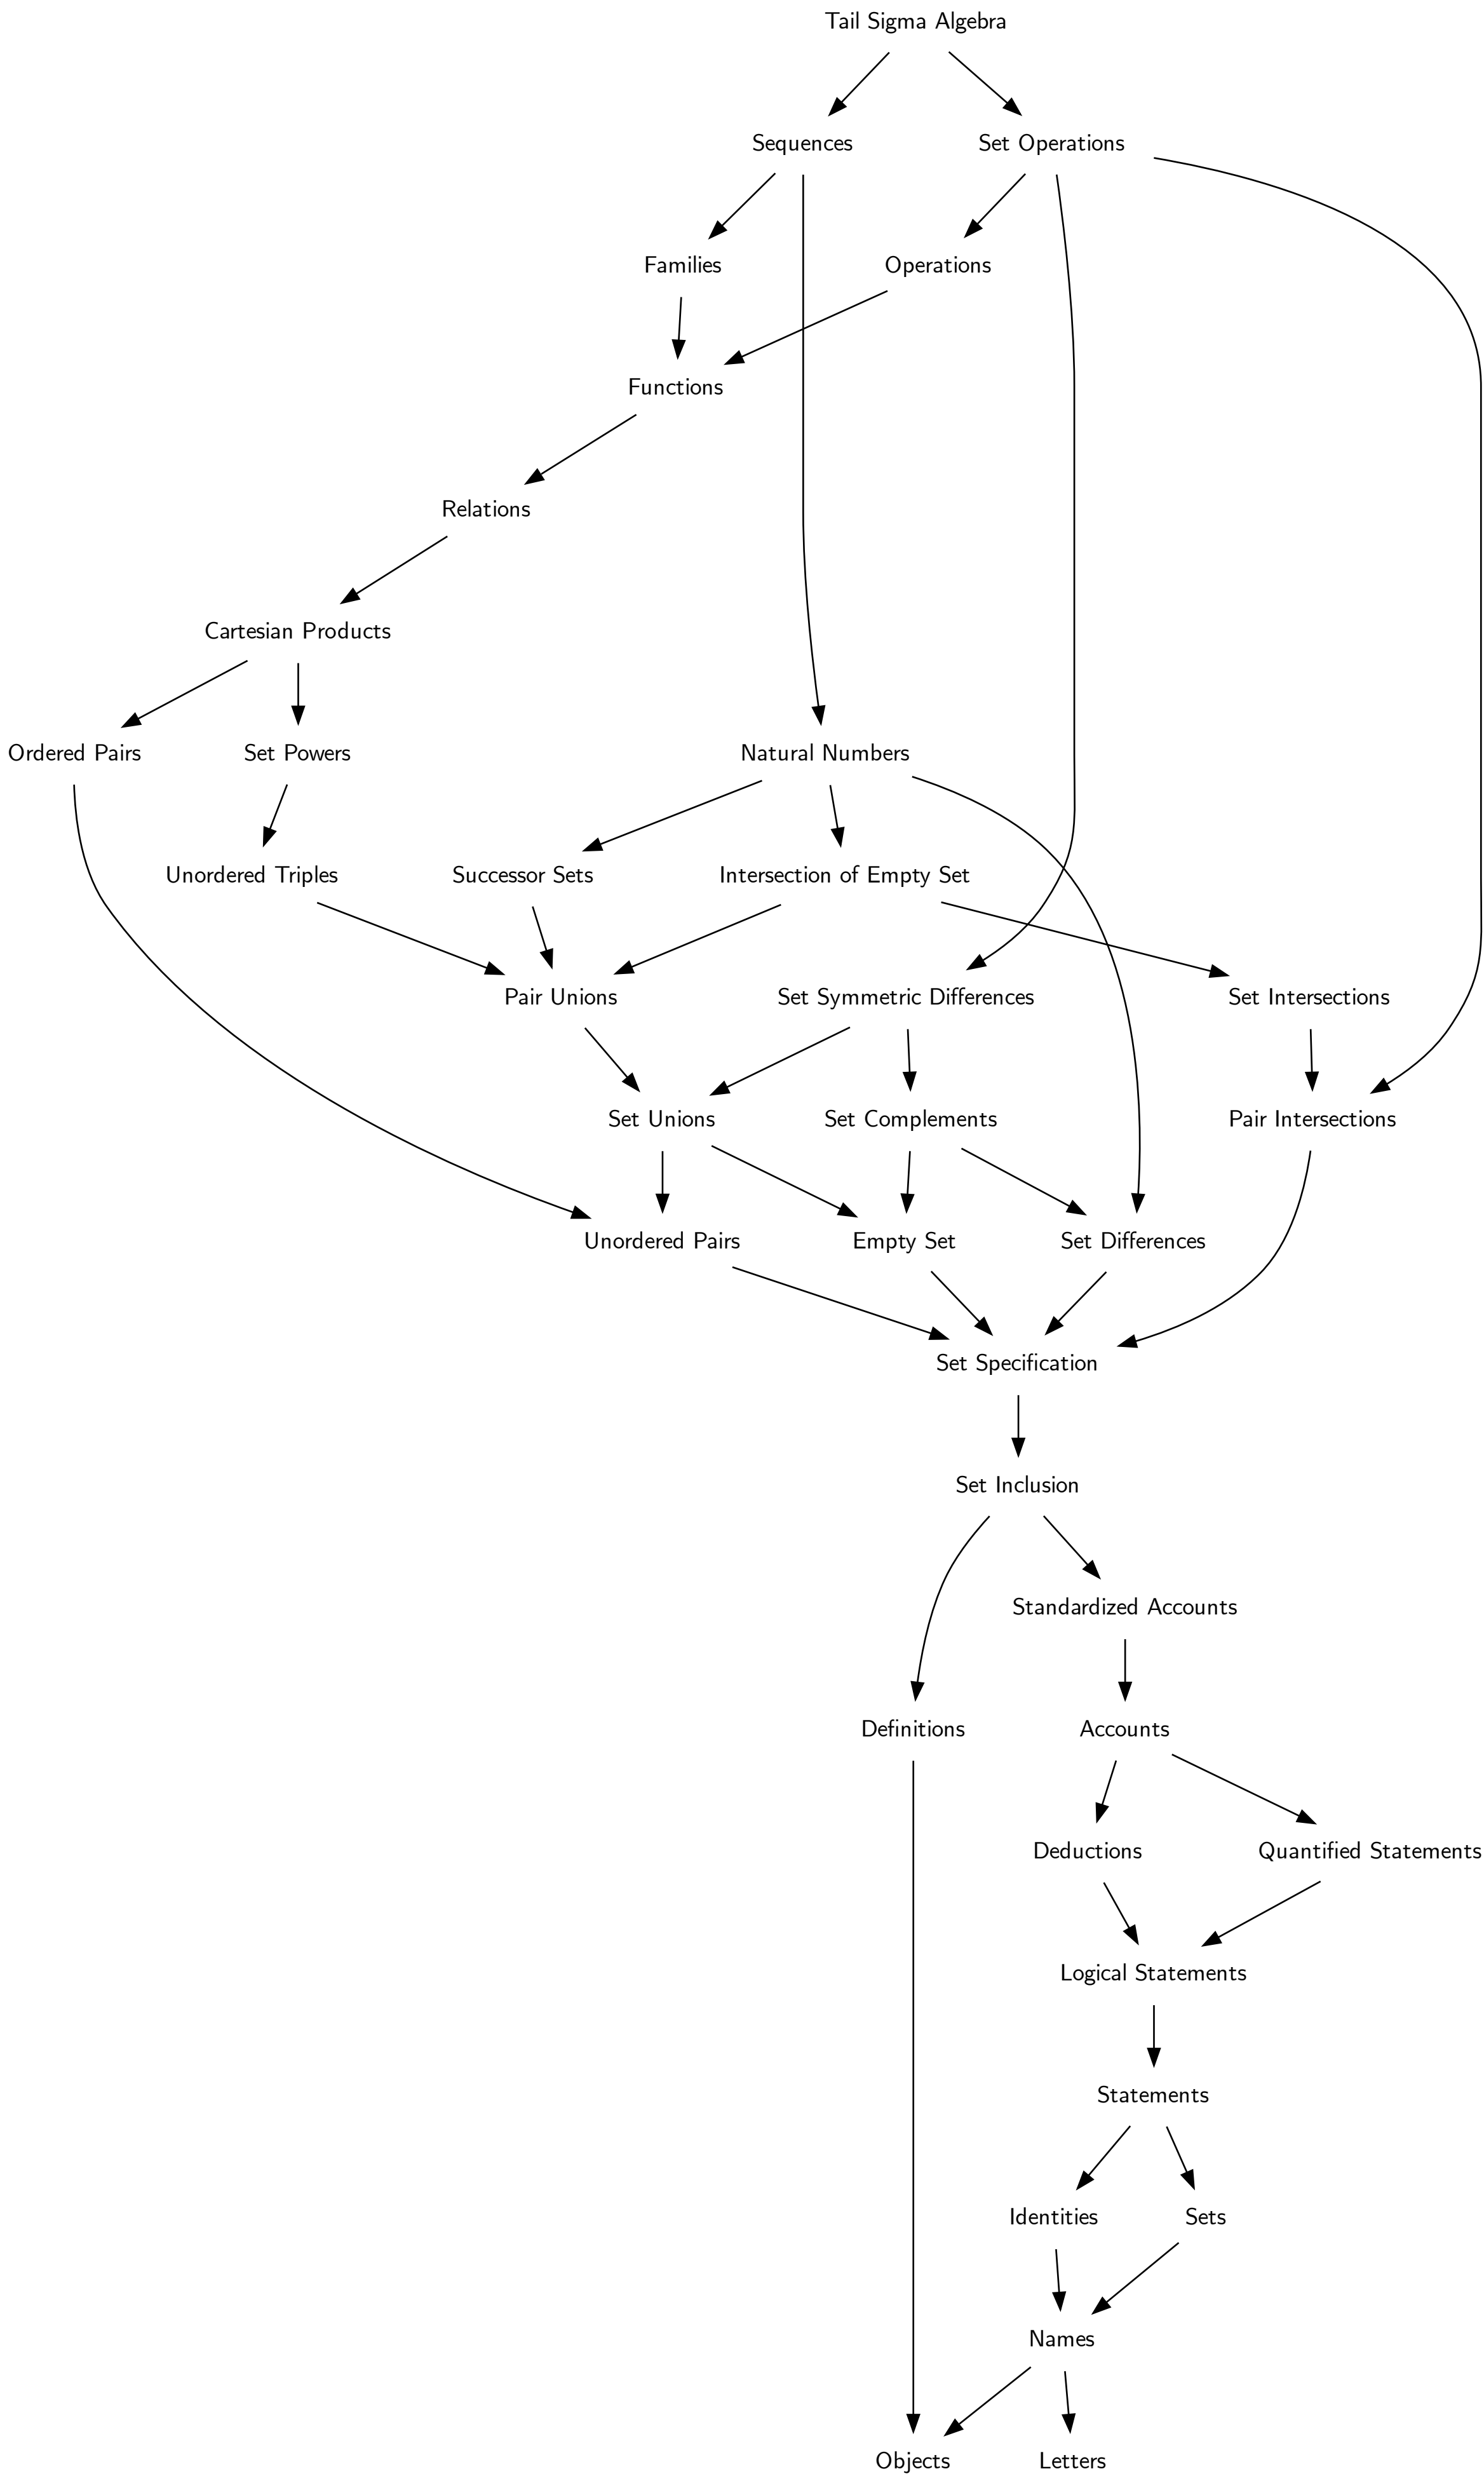 Tail Sigma Algebra
Sequences
Set Operations
Families
Operations
Functions
Relations
Cartesian Products
Ordered Pairs
Set Powers
Natural Numbers
Unordered Triples
Successor Sets
Intersection of Empty Set
Pair Unions
Set Symmetric Differences
Set Intersections
Set Unions
Set Complements
Pair Intersections
Unordered Pairs
Empty Set
Set Differences
Set Specification
Set Inclusion
Standardized Accounts
Definitions
Accounts
Deductions
Quantified Statements
Logical Statements
Statements
Identities
Sets
Names
Objects
Letters